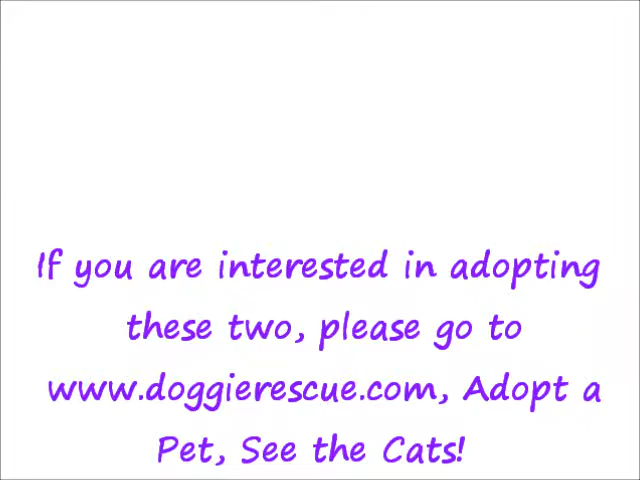 If you are interested in adopting
these two, please go to
www.doggierescue.com, Adopt a
Pet, See the Cats!